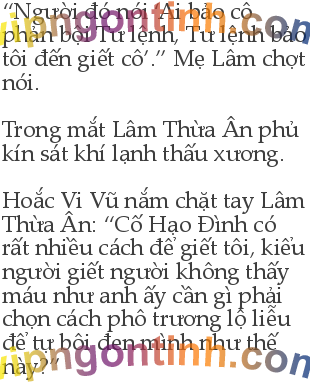 “Người đó nói ‘Ai bảo cô
phản bội Tư lệnh, Tư lệnh bảo
tôi đến giết cô’.” Mẹ Lâm chợt
nói.
Trong mắt Lâm Thừa Ân phủ
kín sát khí lạnh thấu xương.
Hoắc Vi Vũ nắm chặt tay Lâm
Thừa Ân: “Cố Hạo Đình có
rất nhiều cách để giết tôi, kiểu
người giết người không thấy
máu như anh ấy cần gì phải
chọn cách phô trương lộ liễu
để tự bôi đen mình như thế
này?”
vipngontinh.com
vipngontinh.com